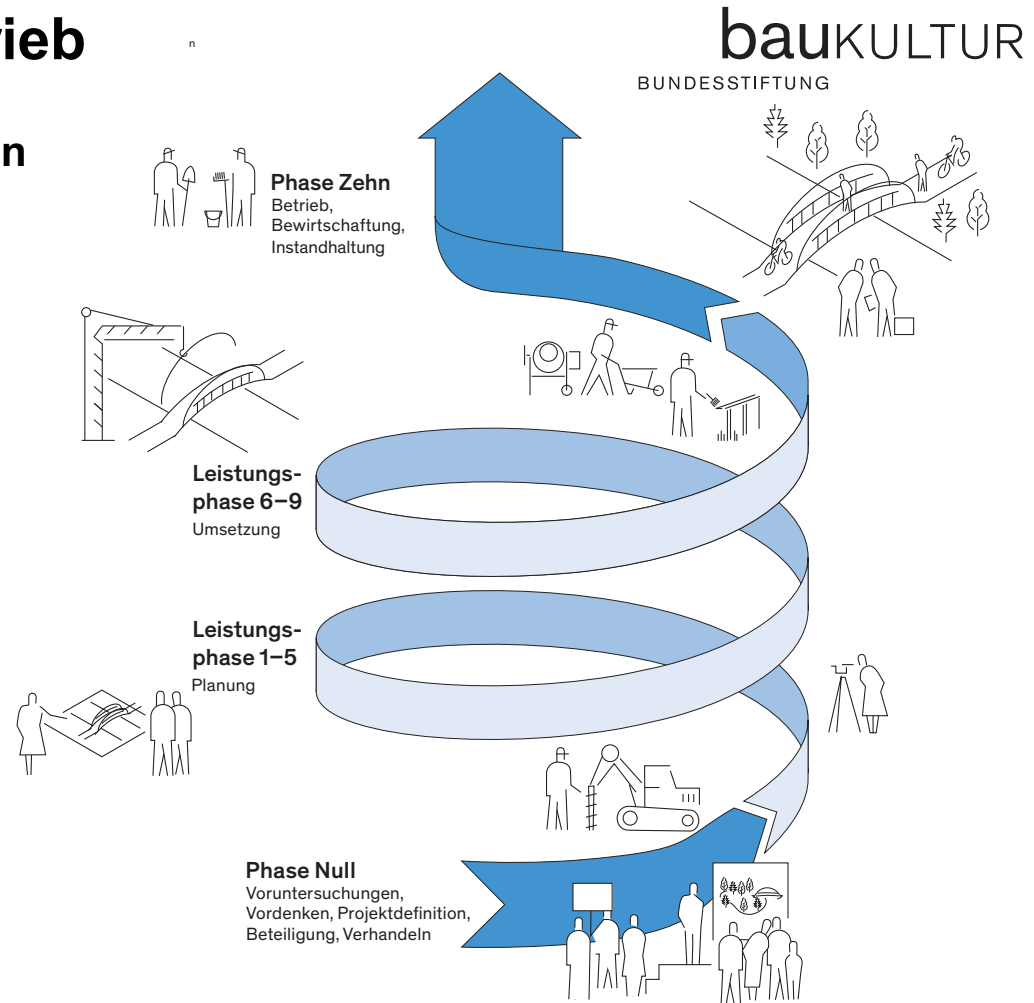 ieb
n
bauKULTUR
BUNDESSTIFTUNG
n
Phase Zehn
Betrieb,
Bewirtschaftung,
Instandhaltung
Leistungs-
phase 6–9
Umsetzung
Leistungs-
phase 1–5
Planung
Phase Null
Voruntersuchungen,
Vordenken, Projektdefinition,
Beteiligung, Verhandeln